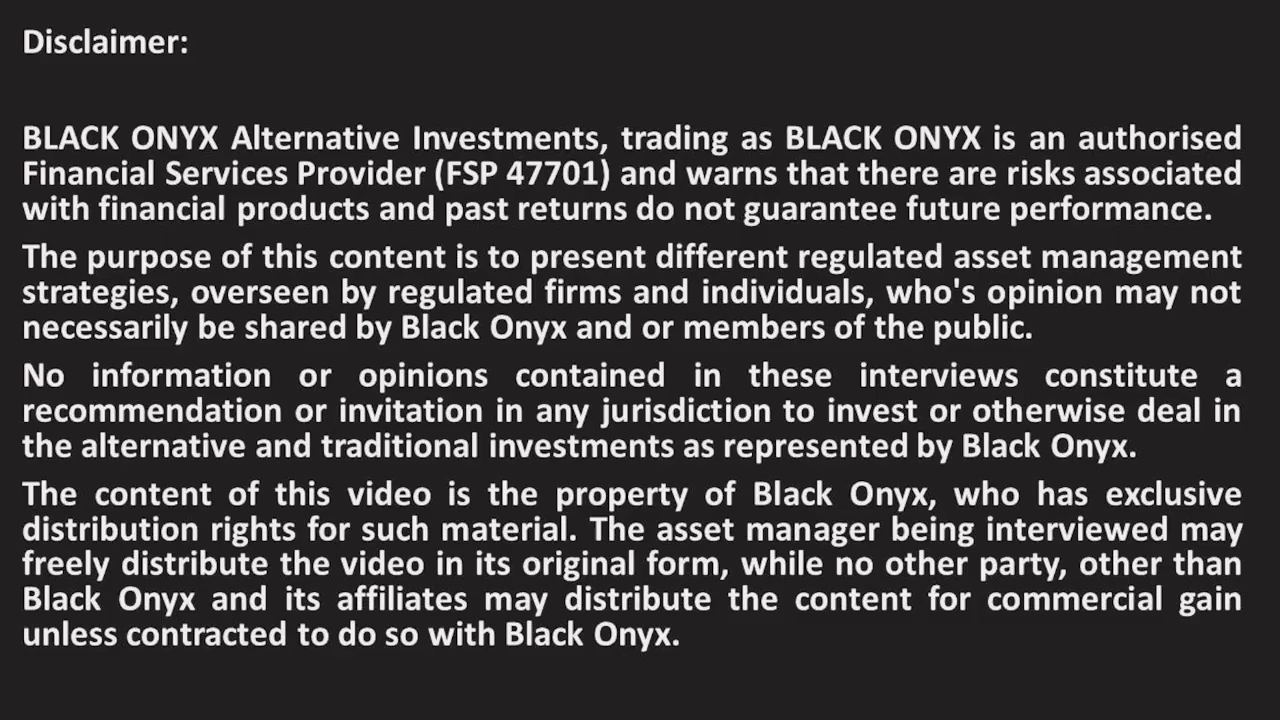 Disclaimer:
BLACK ONYX Alternative Investments, trading as BLACK ONYX is an authorised
Financial Services Provider (FSP 47701) and warns that there are risks associated
with financial products and past returns do not guarantee future performance.
The purpose of this content is to present different regulated asset management
strategies, overseen by regulated firms and individuals, who's opinion may not
necessarily be shared by Black Onyx and or members of the public.
No information or opinions contained in these interviews constitute a
recommendation or invitation in any jurisdiction to invest or otherwise deal in
the alternative and traditional investments as represented by Black Onyx.
The content of this video is the property of Black Onyx, who has exclusive
distribution rights for such material. The asset manager being interviewed may
freely distribute the video in its original form, while no other party, other than
Black Onyx and its affiliates may distribute the content for commercial gain
unless contracted to do so with Black Onyx.